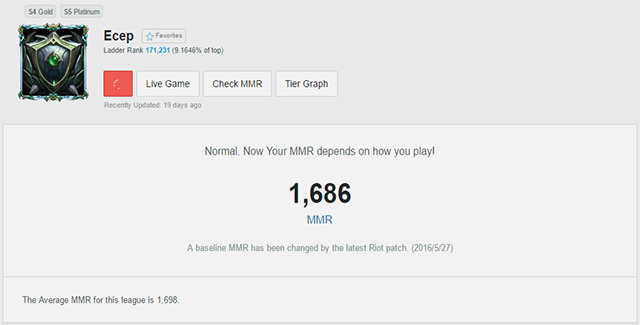 S4 Gold S5 Platinum
Ecep Favorites
Ladder Rank 171,231 (9.1646% of top)
Live Game Check MMR Tier Graph
Recently Updated: 19 days ago
Normal. Now Your MMR depends on how you play!
1,686
MMR
A baseline MMR has been changed by the latest Riot patch. (2016/5/27)
The Average MMR for this league is 1,698.